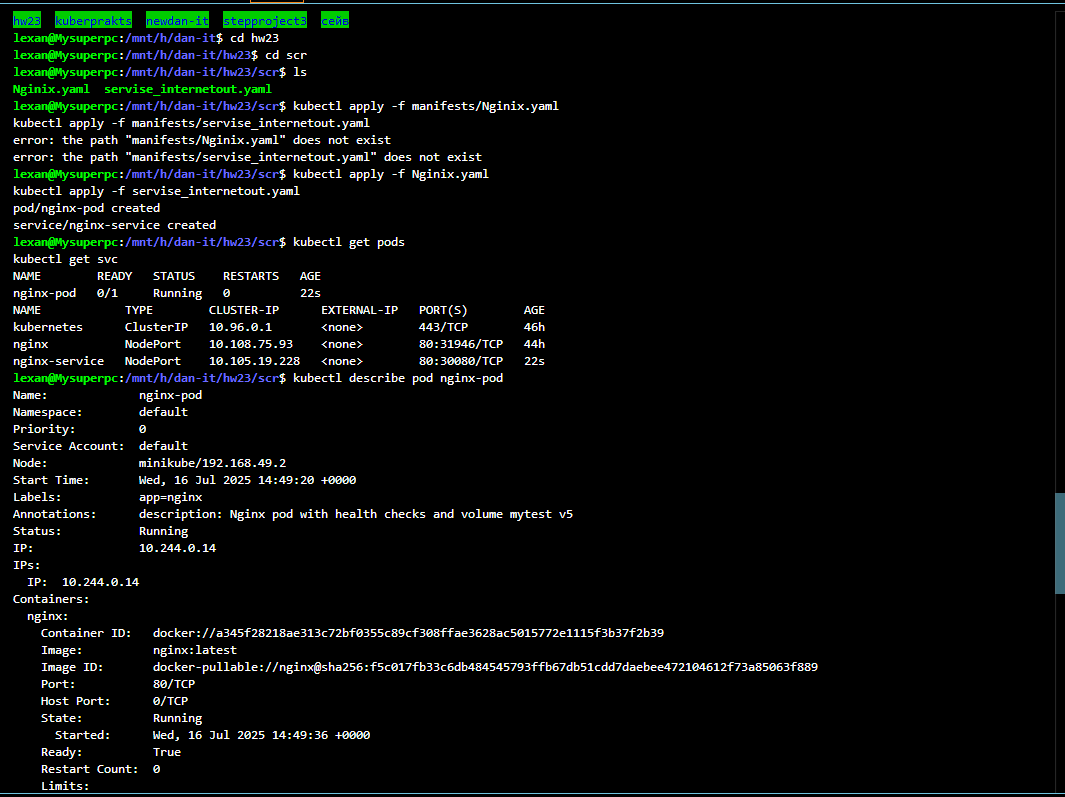 hw23  kuberprakts  newdan-it  stepproject3  сейв
lexan@Mysuperpc:/mnt/h/dan-it$ cd hw23
lexan@Mysuperpc:/mnt/h/dan-it/hw23$ cd scr
lexan@Mysuperpc:/mnt/h/dan-it/hw23/scr$ ls
Nginix.yaml  servise_internetout.yaml
lexan@Mysuperpc:/mnt/h/dan-it/hw23/scr$ kubectl apply -f manifests/Nginix.yaml
kubectl apply -f manifests/servise_internetout.yaml
error: the path "manifests/Nginix.yaml" does not exist
error: the path "manifests/servise_internetout.yaml" does not exist
lexan@Mysuperpc:/mnt/h/dan-it/hw23/scr$ kubectl apply -f Nginix.yaml
kubectl apply -f servise_internetout.yaml
pod/nginx-pod created
service/nginx-service created
lexan@Mysuperpc:/mnt/h/dan-it/hw23/scr$ kubectl get pods
kubectl get svc
NAME        READY   STATUS    RESTARTS   AGE
nginx-pod   0/1     Running   0          22s
NAME            TYPE        CLUSTER-IP      EXTERNAL-IP   PORT(S)        AGE
kubernetes      ClusterIP   10.96.0.1       <none>        443/TCP        46h
nginx           NodePort    10.108.75.93    <none>        80:31946/TCP   44h
nginx-service   NodePort    10.105.19.228   <none>        80:30080/TCP   22s
lexan@Mysuperpc:/mnt/h/dan-it/hw23/scr$ kubectl describe pod nginx-pod
Name:             nginx-pod
Namespace:        default
Priority:         0
Service Account:  default
Node:             minikube/192.168.49.2
Start Time:       Wed, 16 Jul 2025 14:49:20 +0000
Labels:           app=nginx
Annotations:      description: Nginx pod with health checks and volume mytest v5
Status:           Running
IP:               10.244.0.14
IPs:
  IP:  10.244.0.14
Containers:
  nginx:
    Container ID:   docker://a345f28218ae313c72bf0355c89cf308ffae3628ac5015772e1115f3b37f2b39
    Image:          nginx:latest
    Image ID:       docker-pullable://nginx@sha256:f5c017fb33c6db484545793ffb67db51cdd7daebee472104612f73a85063f889
    Port:           80/TCP
    Host Port:      0/TCP
    State:          Running
      Started:      Wed, 16 Jul 2025 14:49:36 +0000
    Ready:          True
    Restart Count:  0
    Limits: